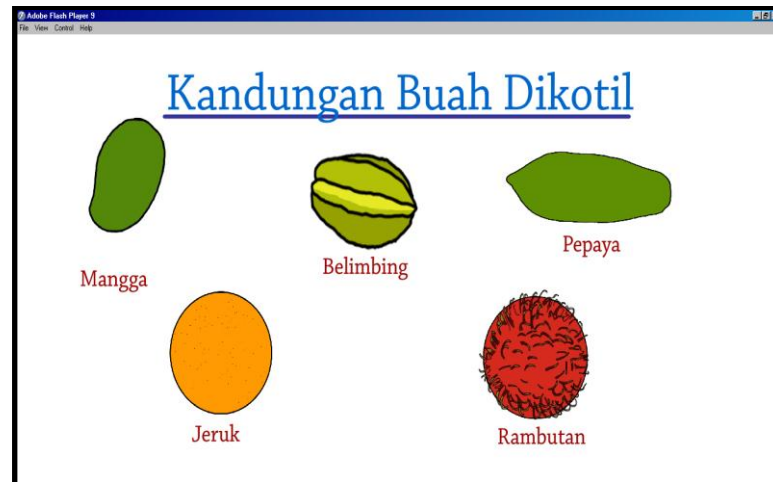 Adobe Flash Player 9
File View Control Help
Kandungan Buah Dikotil
Mangga
Belimbing
Pepaya
Jeruk
Rambutan